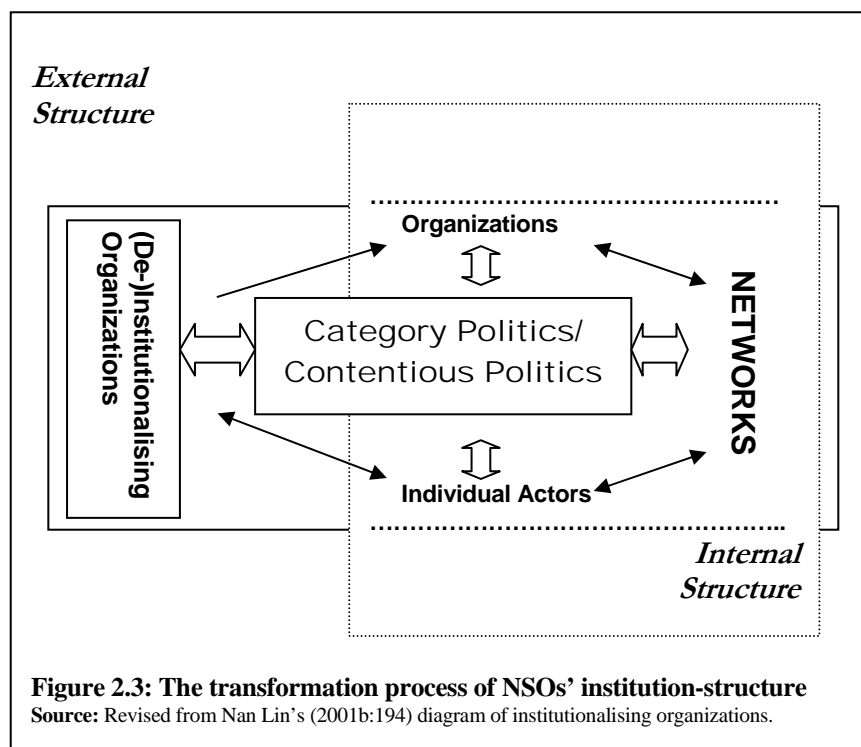 External
Structure
Organizations
(De-)Institutionalising
Organizations
Category Politics/
Contentious Politics
NETWORKS
Individual Actors
Internal
Structure
Figure 2.3: The transformation process of NSOs’ institution-structure
Source: Revised from Nan Lin’s (2001b:194) diagram of institutionalising organizations.